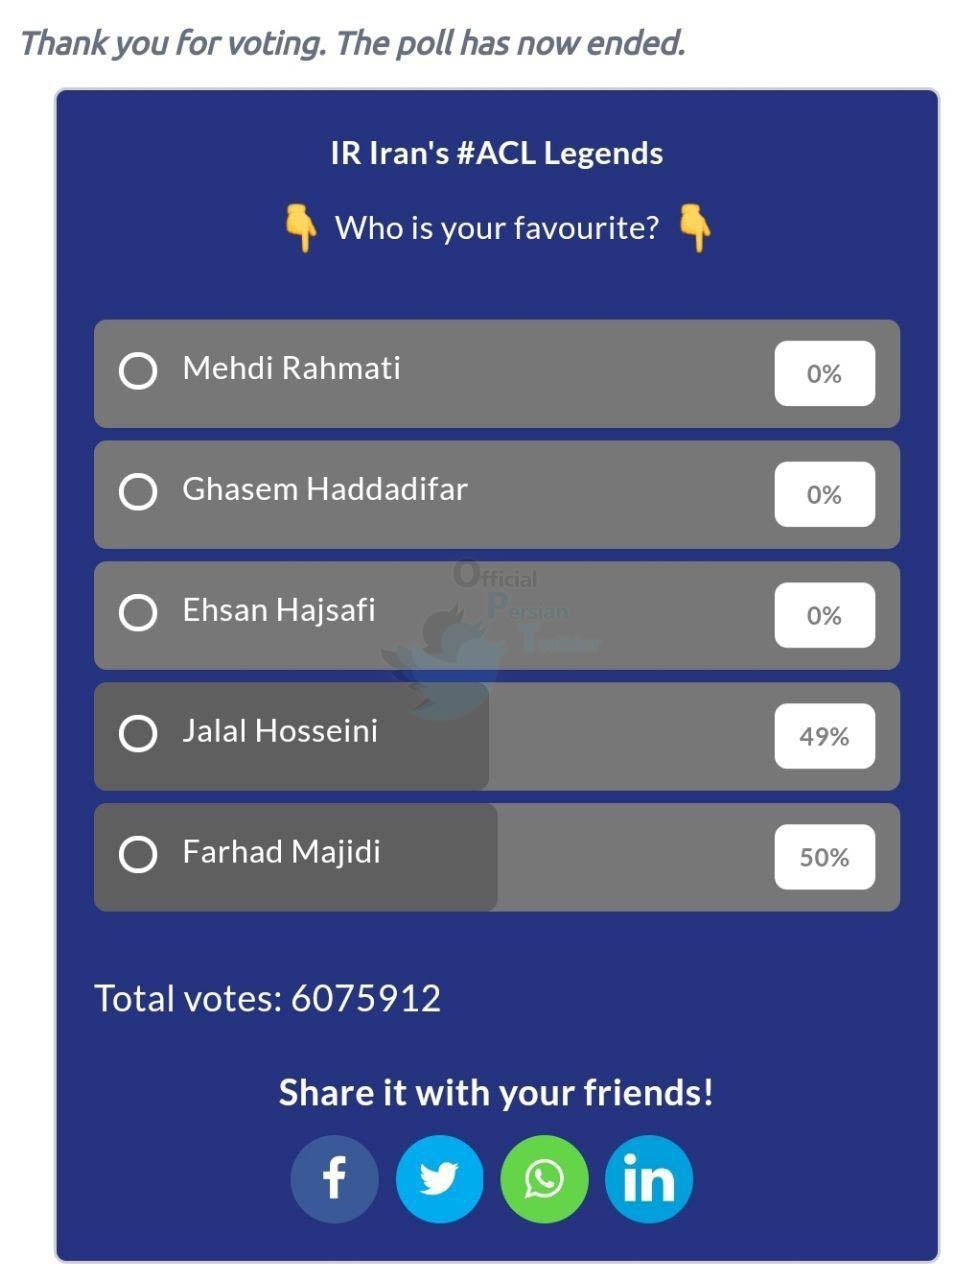 Thank you for voting. The poll has now ended.
IR Iran's #ACL Legends
👇 Who is your favourite? 👇
Mehdi Rahmati 0%
Ghasem Haddadifar 0%
Official
Persian
Twitter
Ehsan Hajsafi 0%
Jalal Hosseini 49%
Farhad Majidi 50%
Total votes: 6075912
Share it with your friends!
f in